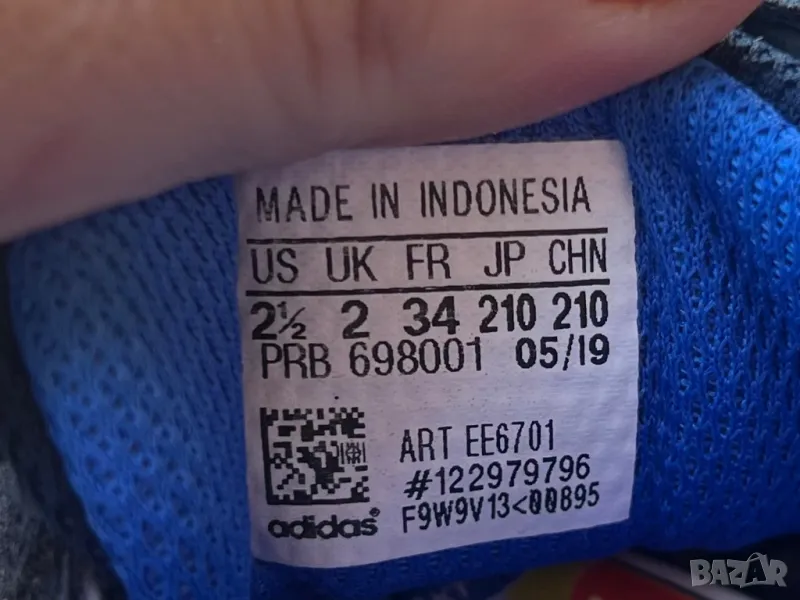 MADE IN INDONESIA
US UK FR JP CHN
2½ 2 34 210 210
PRB 698001 05/19
ART EE6701
#122979796
F9W9V13<00895
adidas®
BAZAR